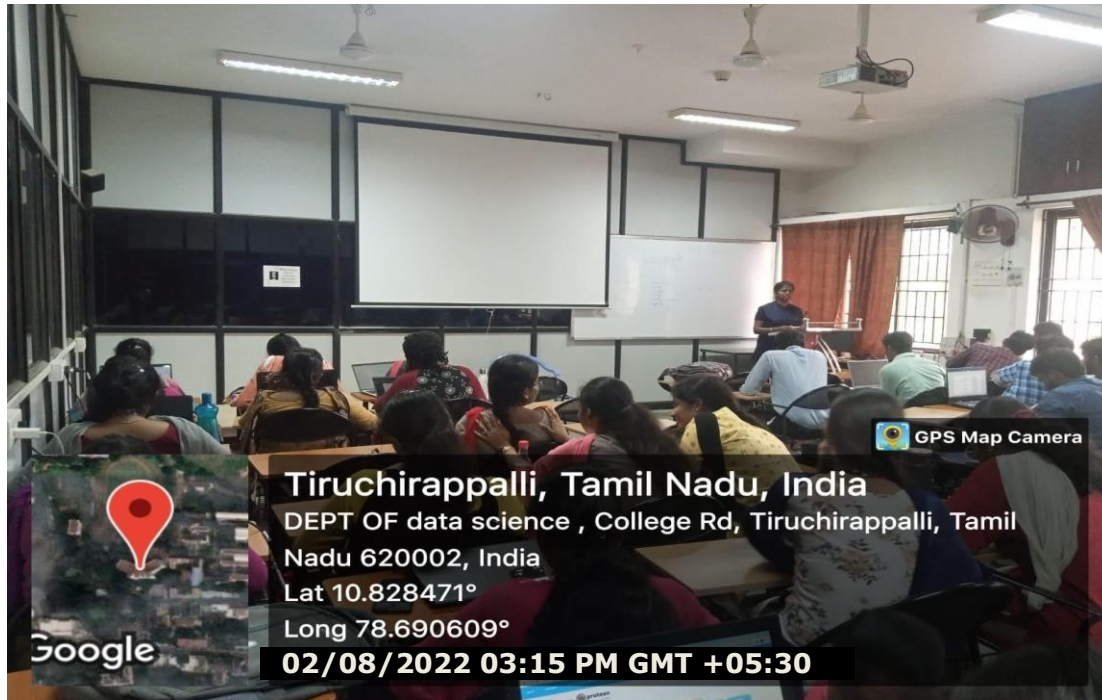 GPS Map Camera
Tiruchirappalli, Tamil Nadu, India
DEPT OF data science , College Rd, Tiruchirappalli, Tamil
Nadu 620002, India
Lat 10.828471°
Long 78.690609°
Google
02/08/2022 03:15 PM GMT +05:30